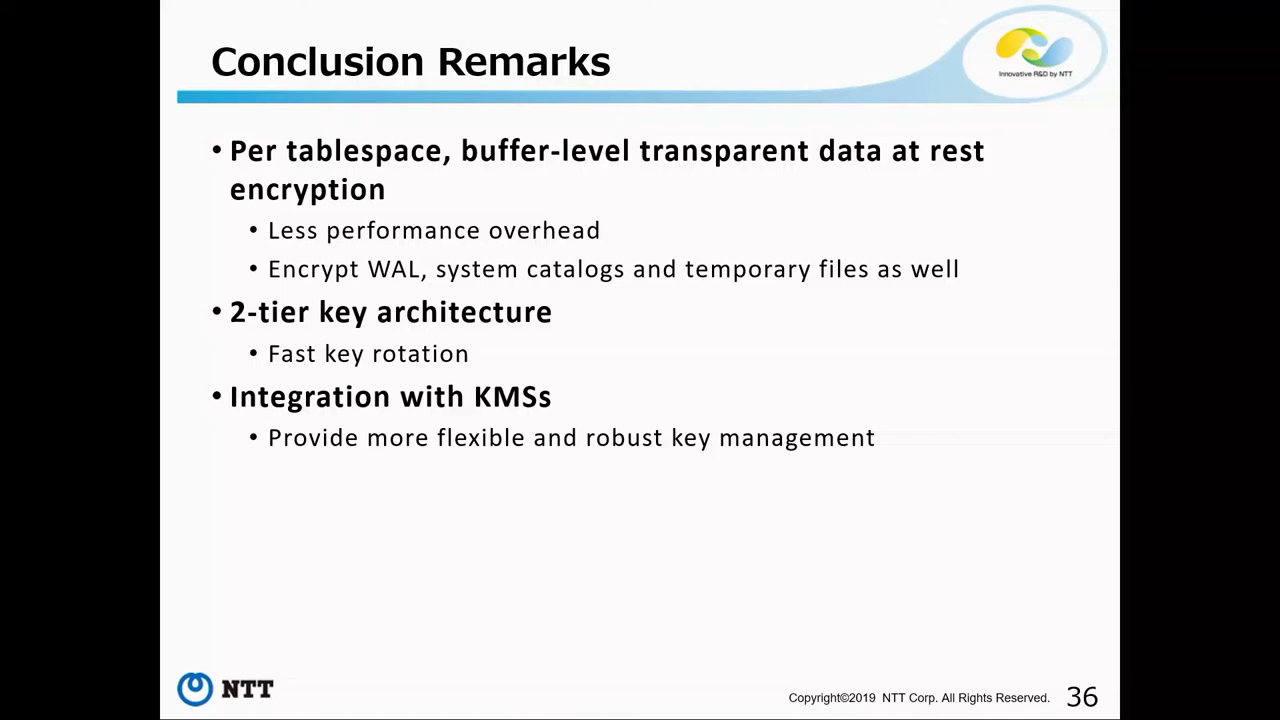 Conclusion Remarks
Innovative R&D by NTT
• Per tablespace, buffer-level transparent data at rest
encryption
• Less performance overhead
• Encrypt WAL, system catalogs and temporary files as well
• 2-tier key architecture
• Fast key rotation
• Integration with KMSs
• Provide more flexible and robust key management
NTT
Copyright©2019 NTT Corp. All Rights Reserved.
36